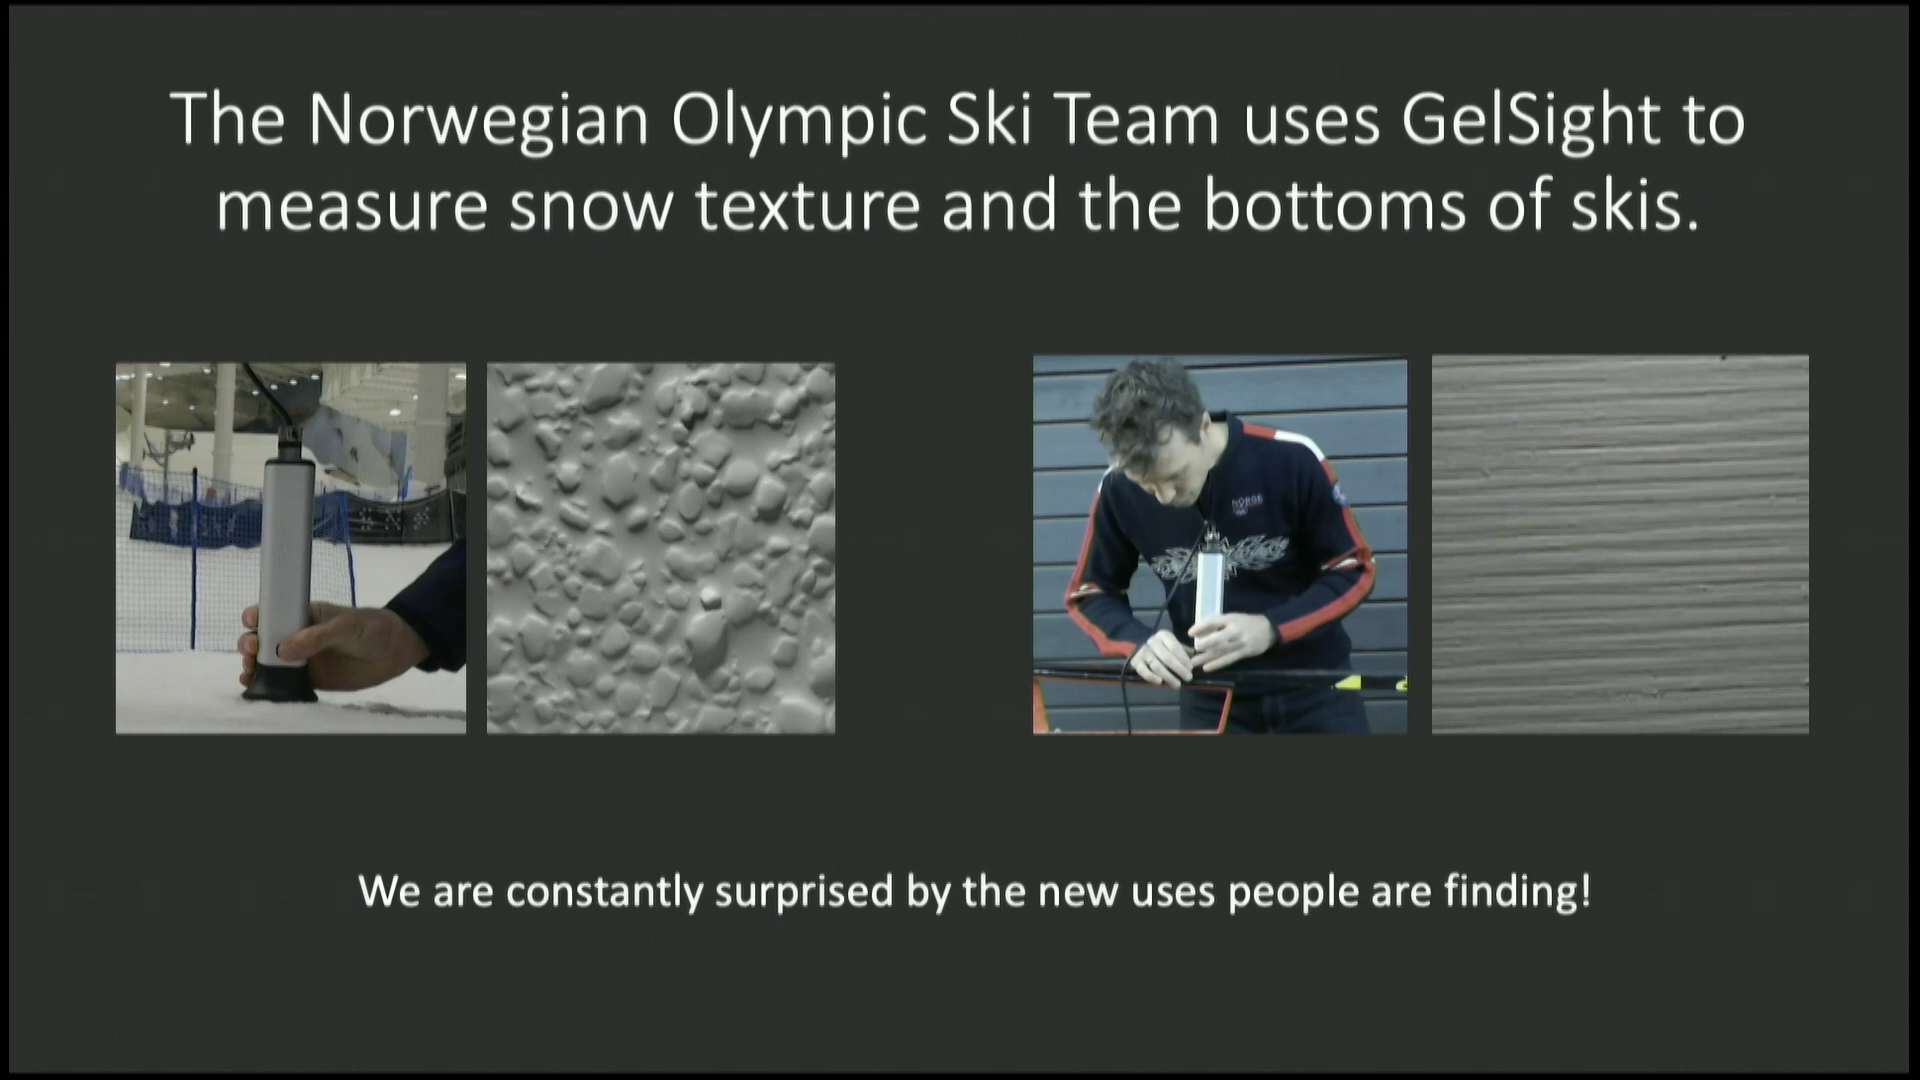 The Norwegian Olympic Ski Team uses GelSight to
measure snow texture and the bottoms of skis.
NORGE
We are constantly surprised by the new uses people are finding!